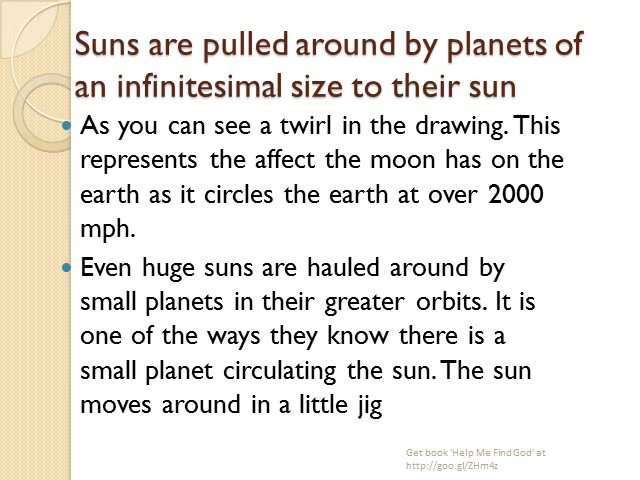 Suns are pulled around by planets of
an infinitesimal size to their sun
As you can see a twirl in the drawing. This
represents the affect the moon has on the
earth as it circles the earth at over 2000
mph.
Even huge suns are hauled around by
small planets in their greater orbits. It is
one of the ways they know there is a
small planet circulating the sun. The sun
moves around in a little jig
Get book 'Help Me Find God' at
http://goo.gl/ZHm4z